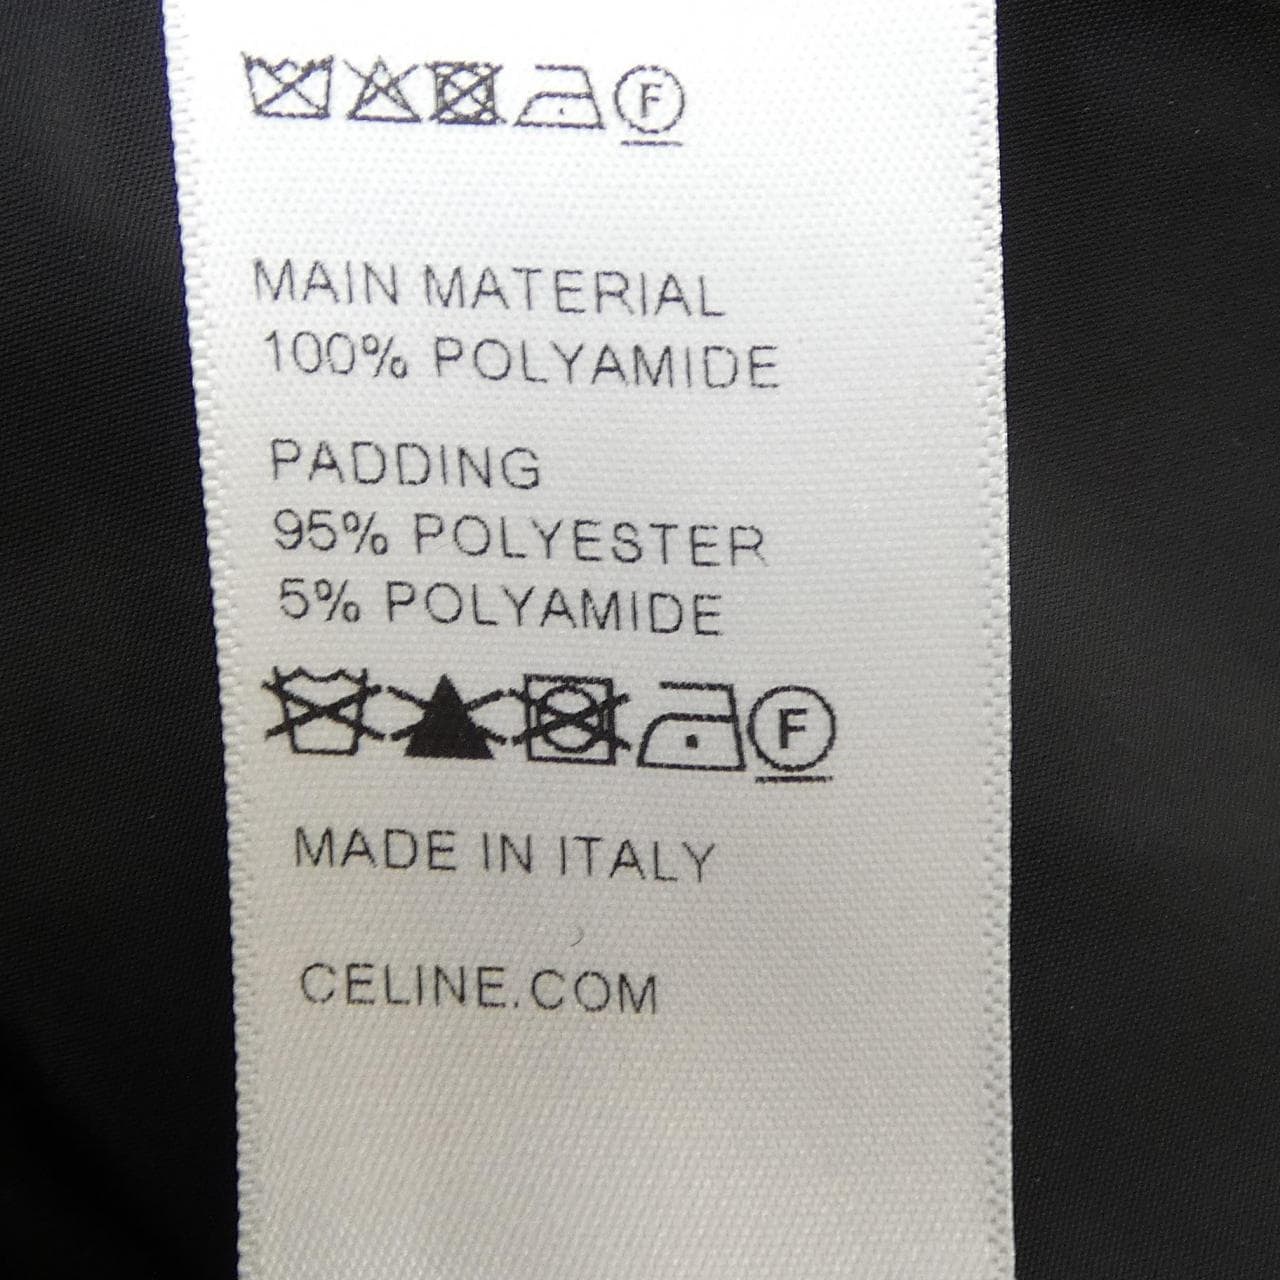 F
MAIN MATERIAL
100% POLYAMIDE
PADDING
95% POLYESTER
5% POLYAMIDE
F
MADE IN ITALY
CELINE.COM